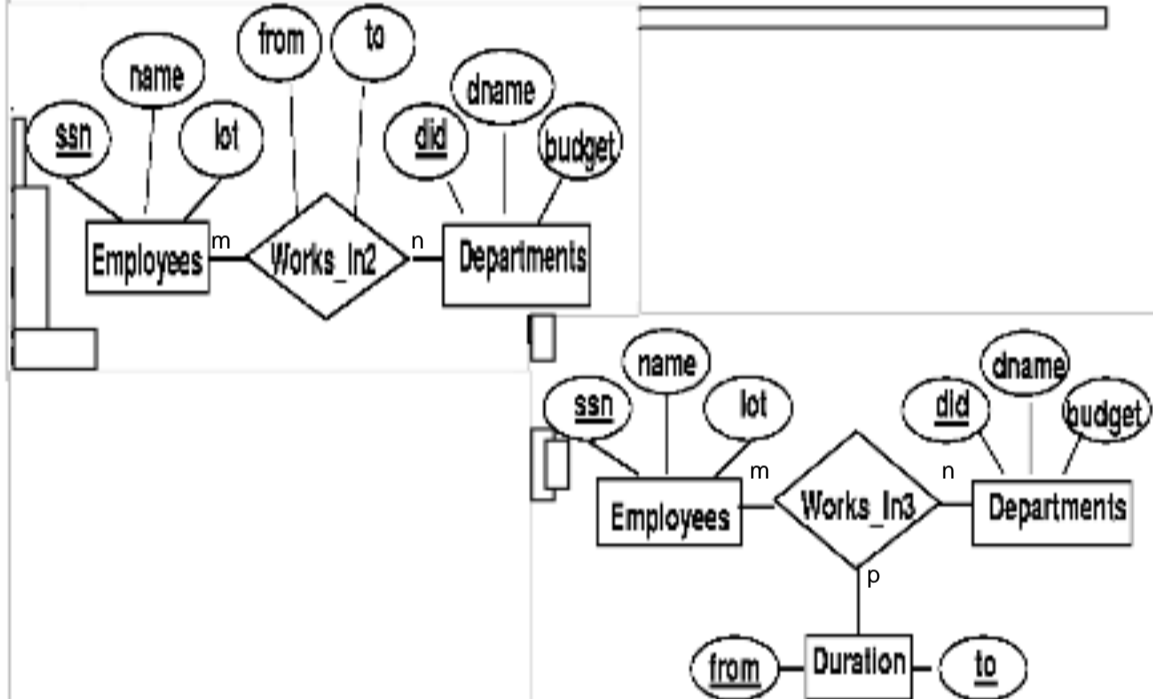 from to
name
dname
ssn lot did budget
m n
Employees Works_In2 Departments
name dname
ssn lot did budget
m n
Employees Works_In3 Departments
p
from Duration to